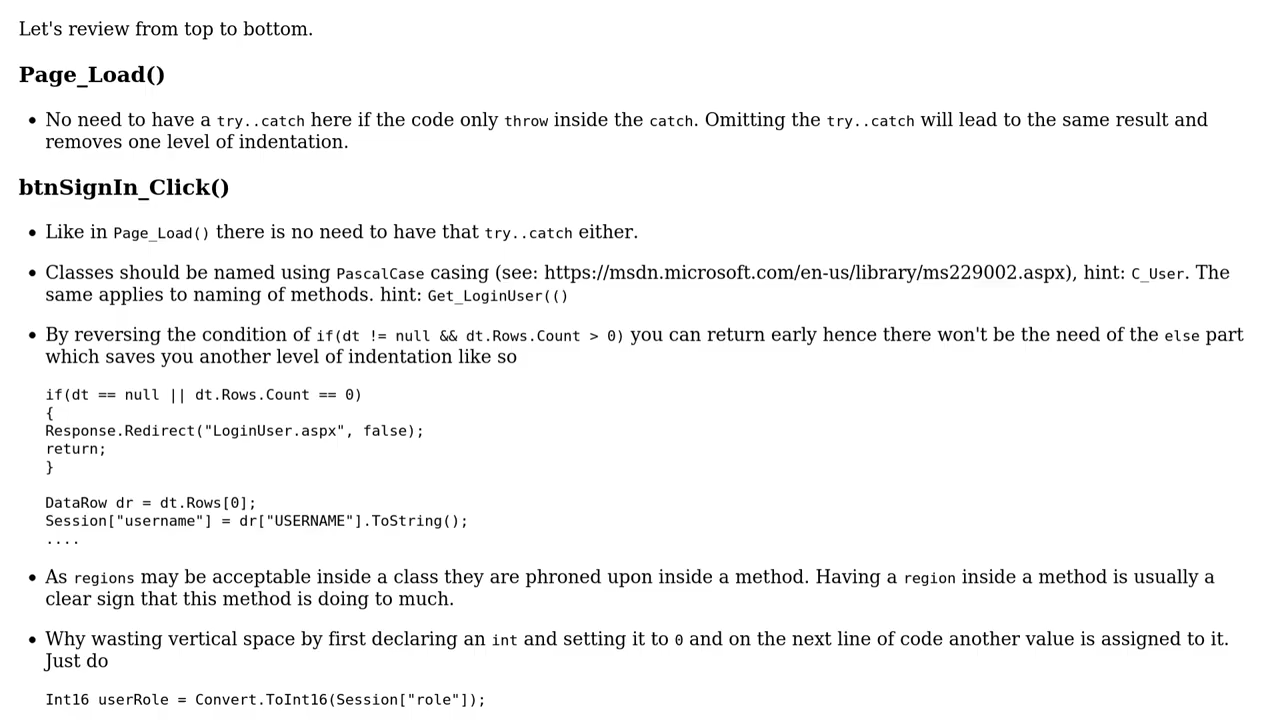 Let's review from top to bottom.
Page_Load()
• No need to have a try..catch here if the code only throw inside the catch. Omitting the try..catch will lead to the same result and
removes one level of indentation.
btnSignIn_Click()
• Like in Page_Load() there is no need to have that try..catch either.
• Classes should be named using PascalCase casing (see: https://msdn.microsoft.com/en-us/library/ms229002.aspx), hint: C_User. The
same applies to naming of methods. hint: Get_LoginUser(()
• By reversing the condition of if(dt != null && dt.Rows.Count > 0) you can return early hence there won't be the need of the else part
which saves you another level of indentation like so
if(dt == null || dt.Rows.Count == 0)
{
Response.Redirect("LoginUser.aspx", false);
return;
}
DataRow dr = dt.Rows[0];
Session["username"] = dr["USERNAME"].ToString();
....
• As regions may be acceptable inside a class they are phroned upon inside a method. Having a region inside a method is usually a
clear sign that this method is doing to much.
• Why wasting vertical space by first declaring an int and setting it to 0 and on the next line of code another value is assigned to it.
Just do
Int16 userRole = Convert.ToInt16(Session["role"]);